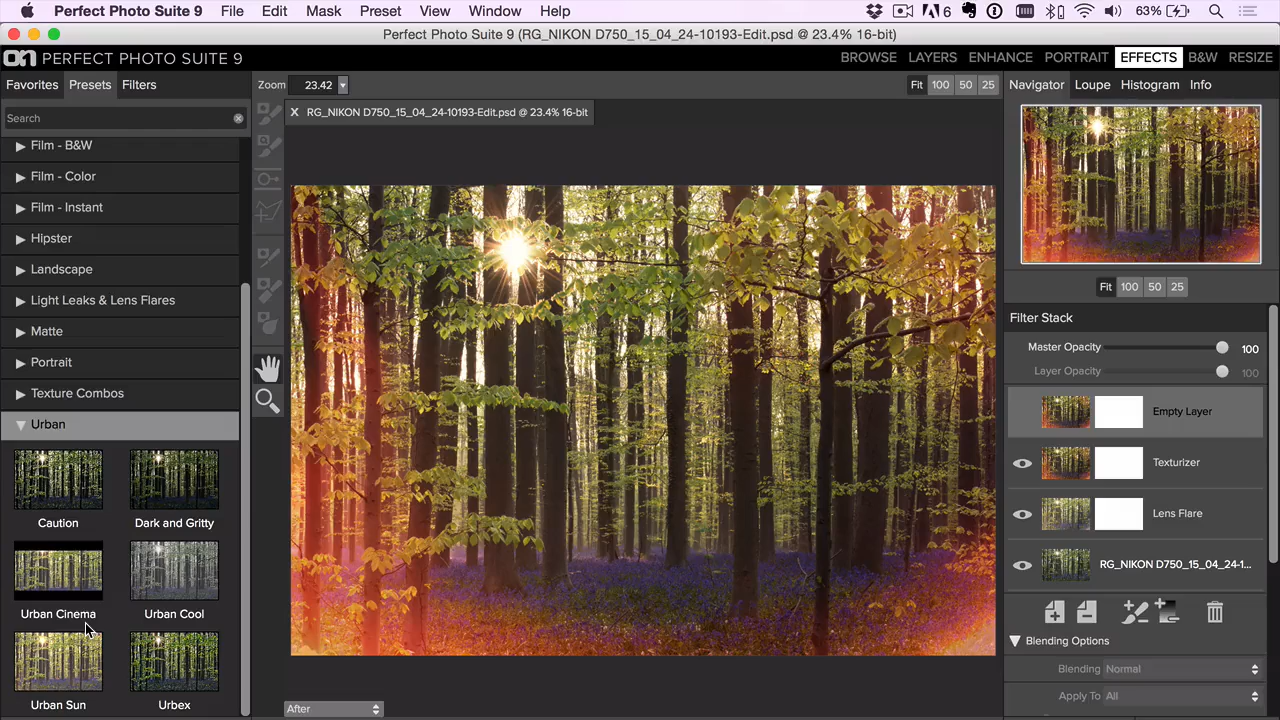 Perfect Photo Suite 9 File Edit Mask Preset View Window Help 6 63%
Perfect Photo Suite 9 (RG_NIKON D750_15_04_24-10193-Edit.psd @ 23.4% 16-bit)
on PERFECT PHOTO SUITE 9 BROWSE LAYERS ENHANCE PORTRAIT EFFECTS B&W RESIZE
Favorites Presets Filters
Zoom 23.42 Fit 100 50 25
Navigator Loupe Histogram Info
Search
X RG_NIKON D750_15_04_24-10193-Edit.psd @ 23.4% 16-bit
Film - B&W
Film - Color
Film - Instant
Hipster
Landscape
Light Leaks & Lens Flares
Matte
Portrait
Texture Combos
Urban
Caution Dark and Gritty
Urban Cinema Urban Cool
Urban Sun Urbex
After
Fit 100 50 25
Filter Stack
Master Opacity 100
Layer Opacity 100
Empty Layer
Texturizer
Lens Flare
RG_NIKON D750_15_04_24-1...
Blending Options
Blending Normal
Apply To All